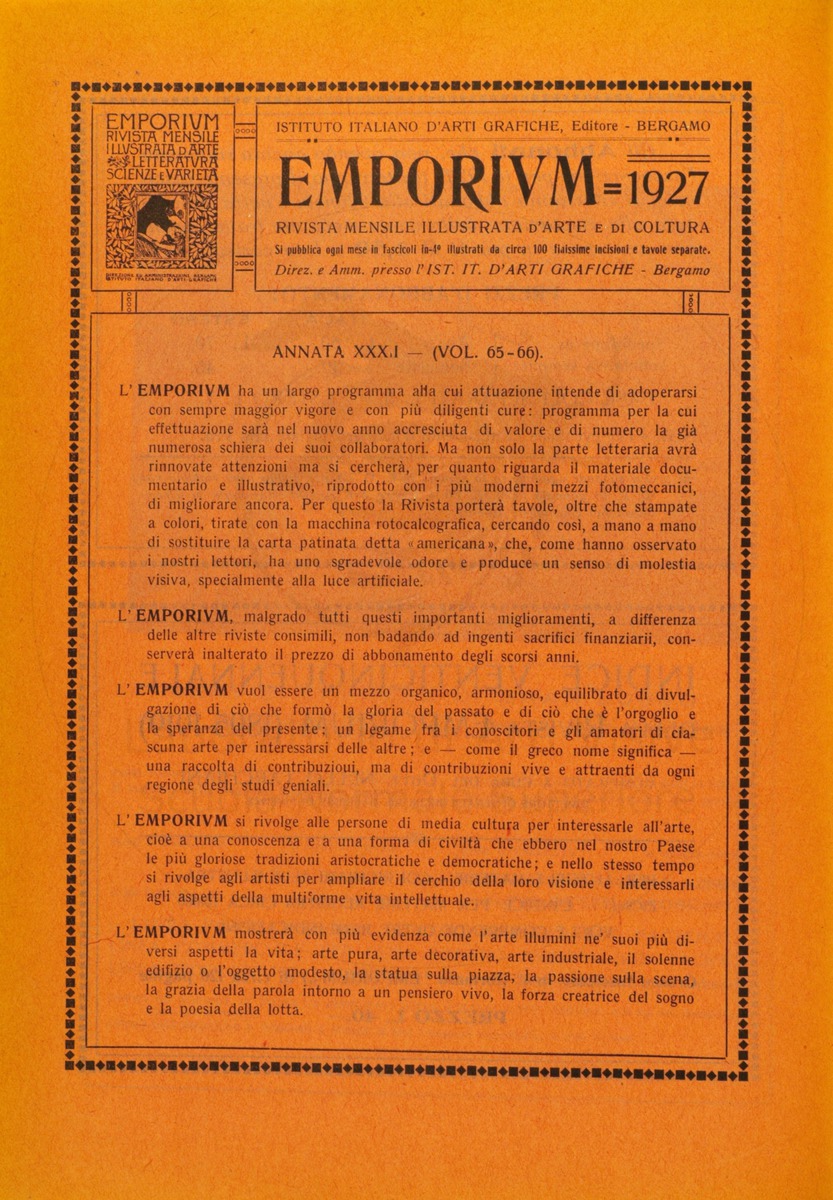 EMPORIVM
RIVISTA MENSILE
ILLVSTRATA D'ARTE
LETTERATVRA
SCIENZE E VARIETÀ
ISTITUTO ITALIANO D'ARTI GRAFICHE, Editore - BERGAMO
EMPORIVM = 1927
RIVISTA MENSILE ILLUSTRATA D'ARTE E DI COLTURA
Si pubblica ogni mese in fascicoli in-4° illustrati da circa 100 finissime incisioni e tavole separate.
Direz. e Amm. presso l'IST. IT. D'ARTI GRAFICHE - Bergamo
ANNATA XXX.I — (VOL. 65-66).
L' EMPORIVM ha un largo programma alla cui attuazione intende di adoperarsi
con sempre maggior vigore e con più diligenti cure: programma per la cui
effettuazione sarà nel nuovo anno accresciuta di valore e di numero la già
numerosa schiera dei suoi collaboratori. Ma non solo la parte letteraria avrà
rinnovate attenzioni ma si cercherà, per quanto riguarda il materiale docu-
mentario e illustrativo, riprodotto con i più moderni mezzi fotomeccanici,
di migliorare ancora. Per questo la Rivista porterà tavole, oltre che stampate
a colori, tirate con la macchina rotocalcografica, cercando così, a mano a mano
di sostituire la carta patinata detta «americana», che, come hanno osservato
i nostri lettori, ha uno sgradevole odore e produce un senso di molestia
visiva, specialmente alla luce artificiale.
L' EMPORIVM, malgrado tutti questi importanti miglioramenti, a differenza
delle altre riviste consimili, non badando ad ingenti sacrifici finanziarii, con-
serverà inalterato il prezzo di abbonamento degli scorsi anni.
L' EMPORIVM vuol essere un mezzo organico, armonioso, equilibrato di divul-
gazione di ciò che formò la gloria del passato e di ciò che è l'orgoglio e
la speranza del presente; un legame fra i conoscitori e gli amatori di cia-
scuna arte per interessarsi delle altre; e — come il greco nome significa —
una raccolta di contribuzioui, ma di contribuzioni vive e attraenti da ogni
regione degli studi geniali.
L' EMPORIVM si rivolge alle persone di media cultura per interessarle all'arte,
cioè a una conoscenza e a una forma di civiltà che ebbero nel nostro Paese
le più gloriose tradizioni aristocratiche e democratiche; e nello stesso tempo
si rivolge agli artisti per ampliare il cerchio della loro visione e interessarli
agli aspetti della multiforme vita intellettuale.
L' EMPORIVM mostrerà con più evidenza come l'arte illumini ne' suoi più di-
versi aspetti la vita; arte pura, arte decorativa, arte industriale, il solenne
edifizio o l'oggetto modesto, la statua sulla piazza, la passione sulla scena,
la grazia della parola intorno a un pensiero vivo, la forza creatrice del sogno
e la poesia della lotta.